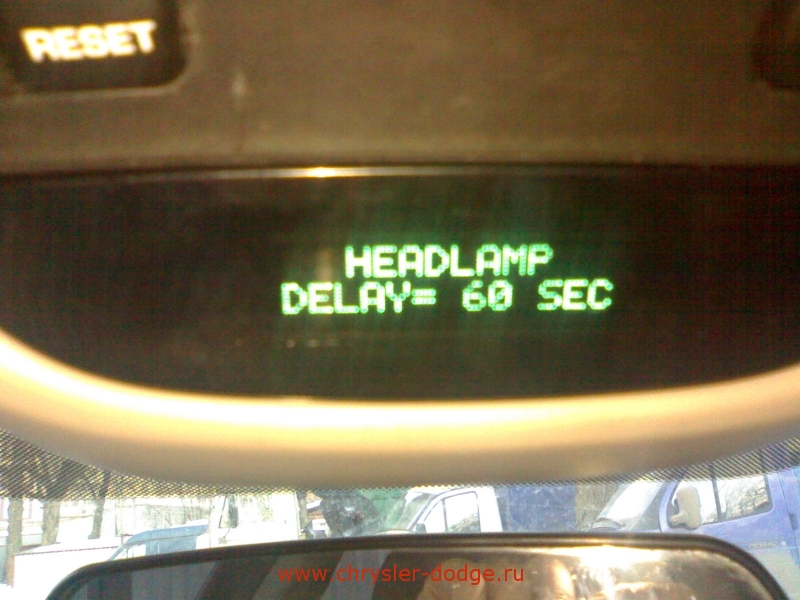 RESET
HEADLAMP
DELAY= 60 SEC
www.chrysler-dodge.ru